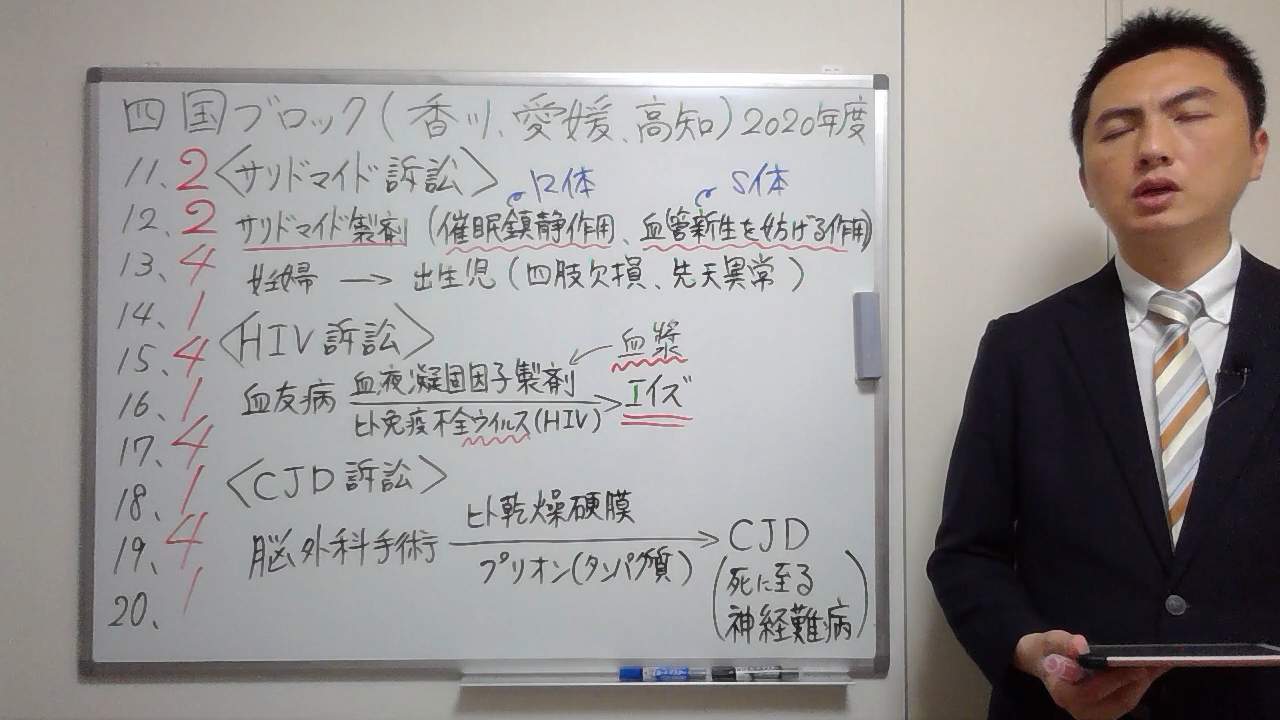 四国ブロック(香川、愛媛、高知)2020年度
11、2
12、2
13、4
14、1
15、4
16、1
17、4
18、1
19、4
20、1
〈サリドマイド訴訟〉
R体 S体
サリドマイド製剤(催眠鎮静作用、血管新生を妨げる作用)
妊婦 → 出生児(四肢欠損、先天異常)
〈HIV訴訟〉
血漿
血友病 血液凝固因子製剤 → エイズ
ヒト免疫不全ウイルス(HIV)
〈CJD訴訟〉
ヒト乾燥硬膜
脳外科手術 → CJD
プリオン(タンパク質)
(死に至る
神経難病)